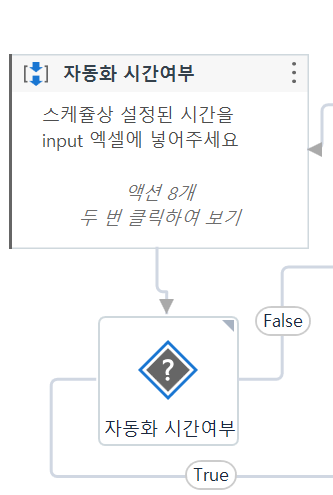 자동화 시간여부
스케쥴상 설정된 시간을
input 엑셀에 넣어주세요
액션 8개
두 번 클릭하여 보기
False
?
자동화 시간여부
True